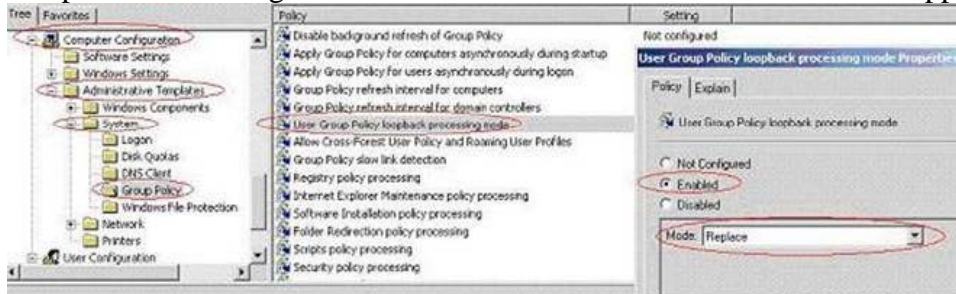 Tree Favorites
Computer Configuration
Software Settings
Windows Settings
Administrative Templates
Windows Components
System
Logon
Disk Quotas
DNS Client
Group Policy
Windows File Protection
Network
Printers
User Configuration
Policy
Disable background refresh of Group Policy
Apply Group Policy for computers asynchronously during startup
Apply Group Policy for users asynchronously during logon
Group Policy refresh interval for computers
Group Policy refresh interval for domain controllers
User Group Policy loopback processing mode
Allow Cross-Forest User Policy and Roaming User Profiles
Group Policy slow link detection
Registry policy processing
Internet Explorer Maintenance policy processing
Software Installation policy processing
Folder Redirection policy processing
Scripts policy processing
Security policy processing
Setting
Not configured
User Group Policy loopback processing mode Properties
Policy Explain
User Group Policy loopback processing mode
Not Configured
Enabled
Disabled
Mode: Replace